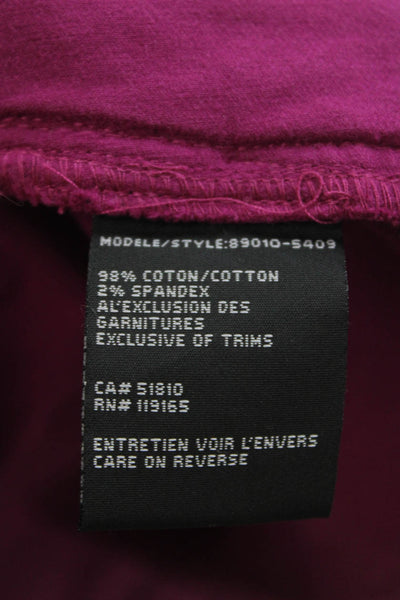 MODELE/STYLE:89010-5409
98% COTON/COTTON
2% SPANDEX
AL'EXCLUSION DES
GARNITURES
EXCLUSIVE OF TRIMS
CA# 51810
RN# 119165
ENTRETIEN VOIR L'ENVERS
CARE ON REVERSE